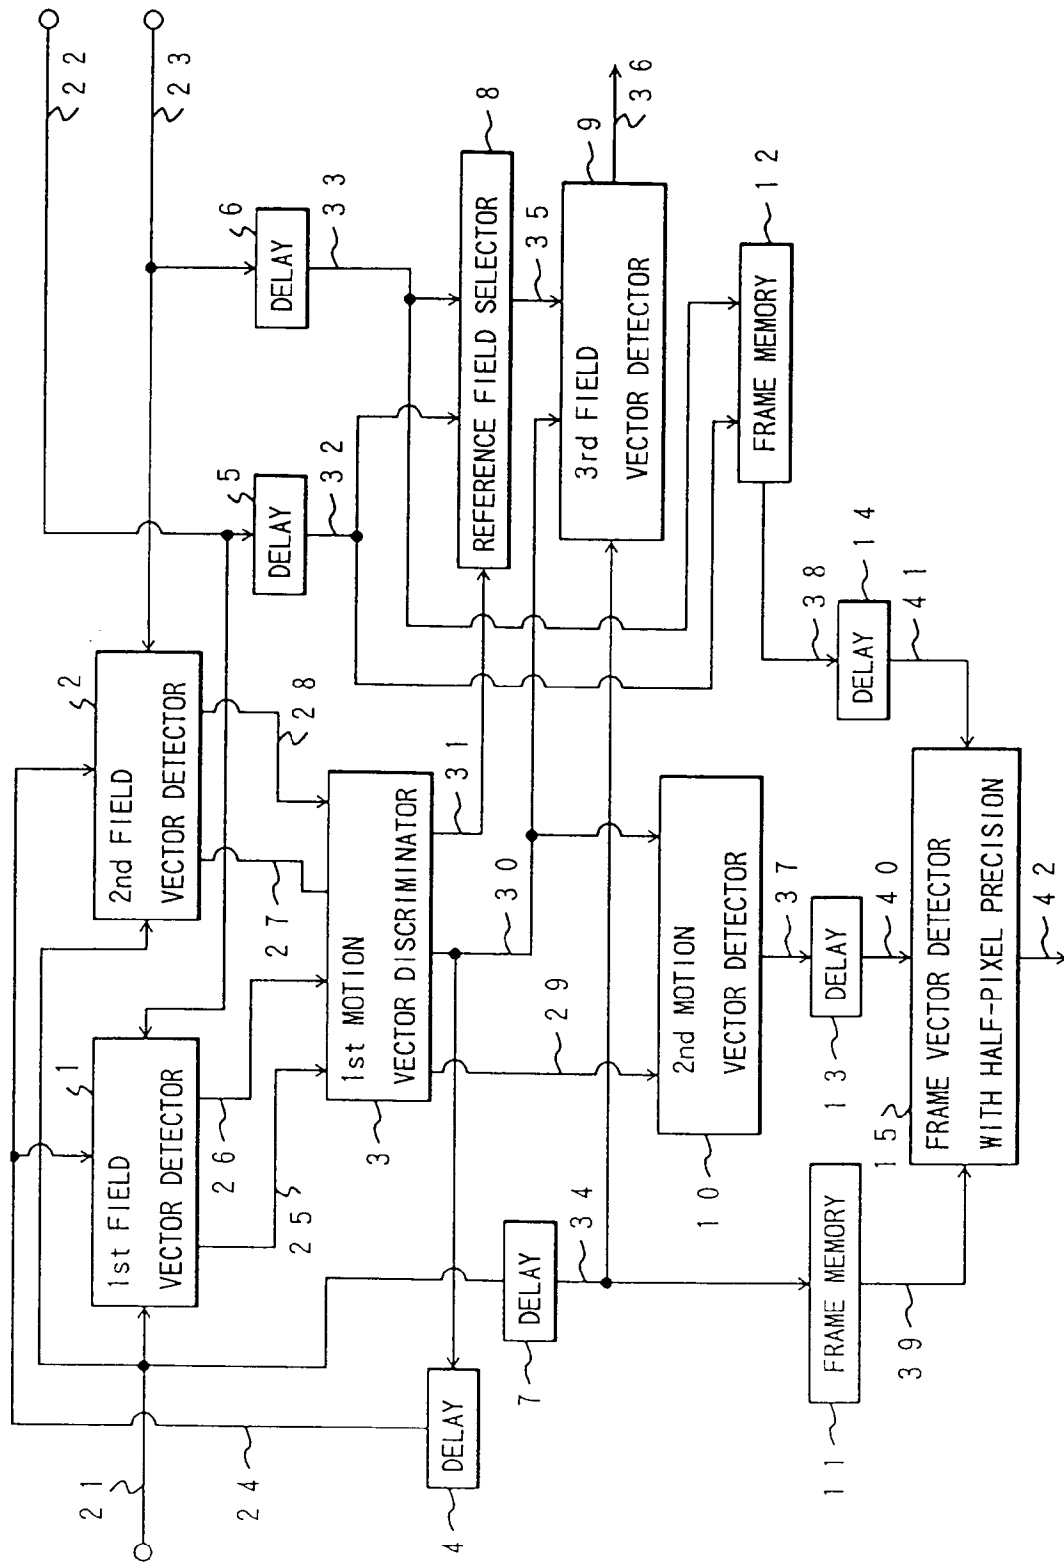 22
23
21
24
1
1st FIELD
VECTOR DETECTOR
2
2nd FIELD
VECTOR DETECTOR
5
DELAY
6
DELAY
25
26
27
28
32
33
3
1st MOTION
VECTOR DISCRIMINATOR
4
DELAY
29
30
31
8
REFERENCE FIELD SELECTOR
35
7
DELAY
34
9
3rd FIELD
VECTOR DETECTOR
36
10
2nd MOTION
VECTOR DETECTOR
37
11
FRAME MEMORY
39
12
FRAME MEMORY
38
13
DELAY
40
14
DELAY
41
15
FRAME VECTOR DETECTOR
WITH HALF-PIXEL PRECISION
42